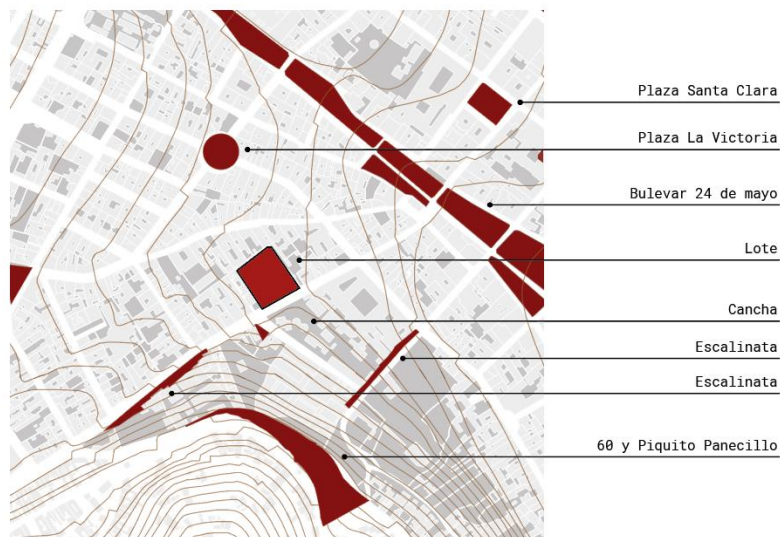 Plaza Santa Clara
Plaza La Victoria
Bulevar 24 de mayo
Lote
Cancha
Escalinata
Escalinata
60 y Piquito Panecillo